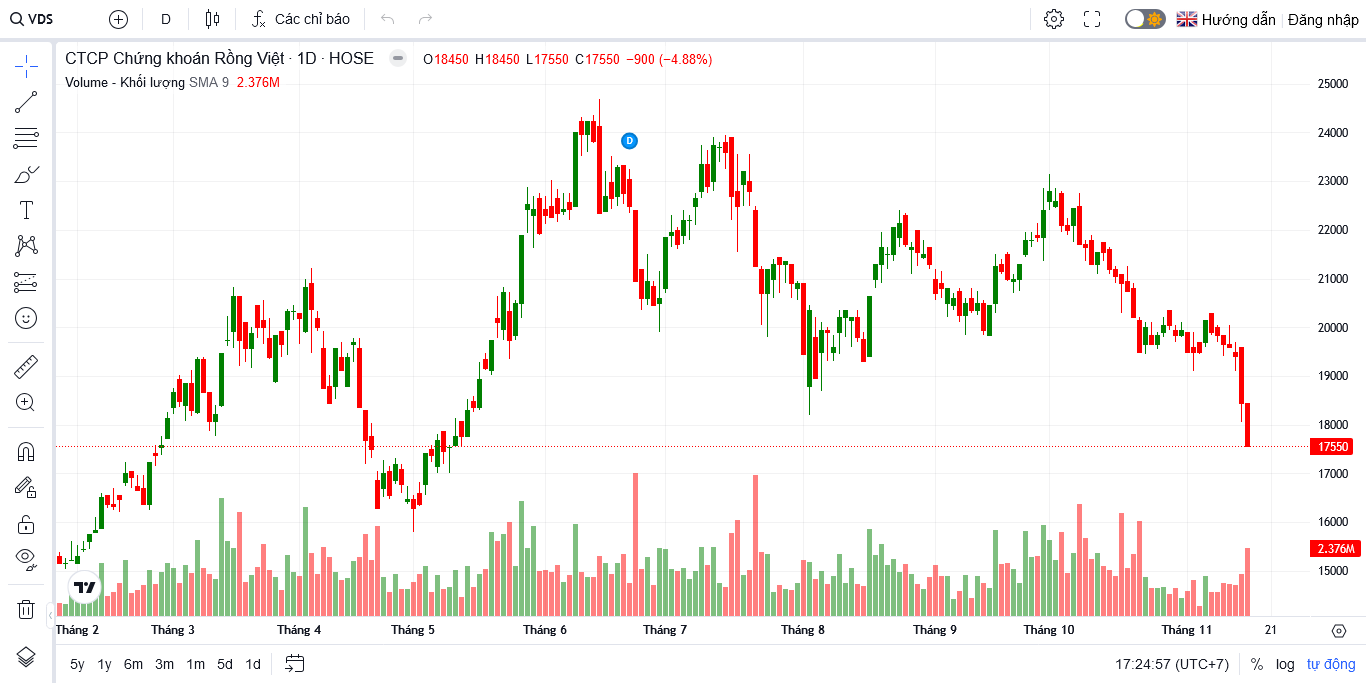 VDS D Các chỉ báo Hướng dẫn Đăng nhập
CTCP Chứng khoán Rồng Việt · 1D · HOSE O18450 H18450 L17550 C17550 −900 (−4.88%)
Volume - Khối lượng SMA 9 2.376M
D
25000
24000
23000
22000
21000
20000
19000
18000
17550
17000
16000
2.376M
15000
Tháng 2 Tháng 3 Tháng 4 Tháng 5 Tháng 6 Tháng 7 Tháng 8 Tháng 9 Tháng 10 Tháng 11 21
5y 1y 6m 3m 1m 5d 1d 17:24:57 (UTC+7) % log tự động